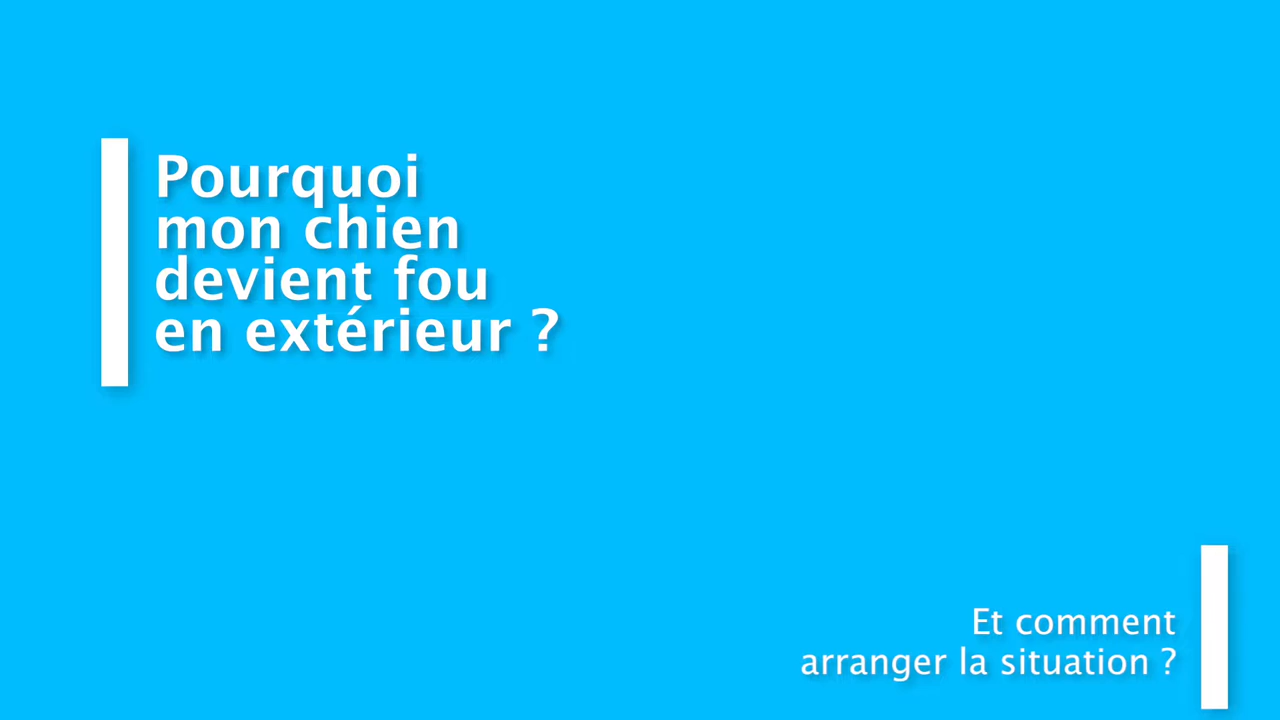 Pourquoi
mon chien
devient fou
en extérieur ?
Et comment
arranger la situation ?